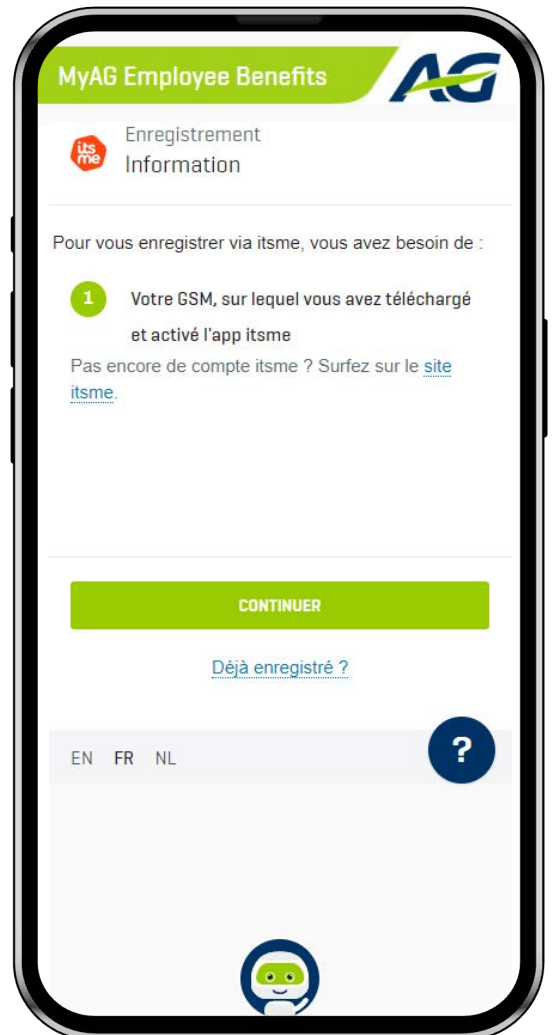 MyAG Employee Benefits
AG
its
me
Enregistrement
Information
Pour vous enregistrer via itsme, vous avez besoin de :
1
Votre GSM, sur lequel vous avez téléchargé
et activé l'app itsme
Pas encore de compte itsme ? Surfez sur le site
itsme.
CONTINUER
Déjà enregistré ?
EN FR NL
?